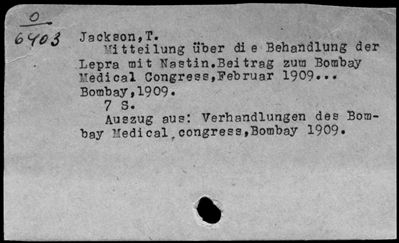 O
6403
Jackson,T.
Mitteilung über die Behandlung der
Lepra mit Nastin.Beitrag zum Bombay
Medical Congress,Februar 1909...
Bombay,1909.
7 S.
Auszug aus: Verhandlungen des Bom-
bay Medical congress,Bombay 1909.